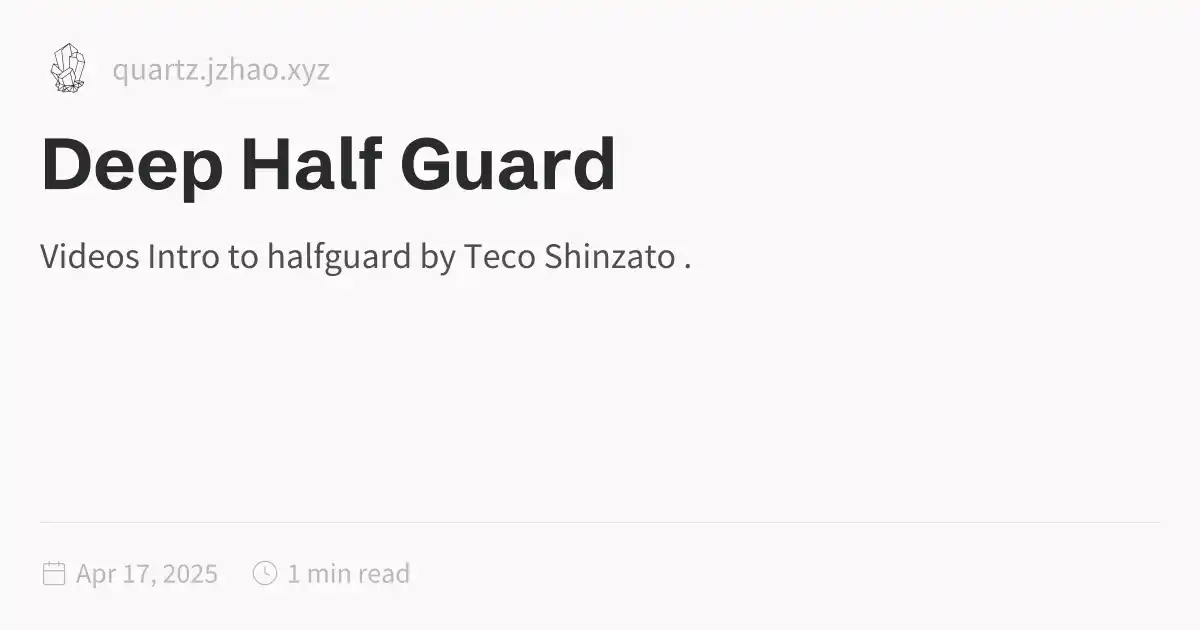 quartz.jzhao.xyz
Deep Half Guard
Videos Intro to halfguard by Teco Shinzato .
Apr 17, 2025 1 min read